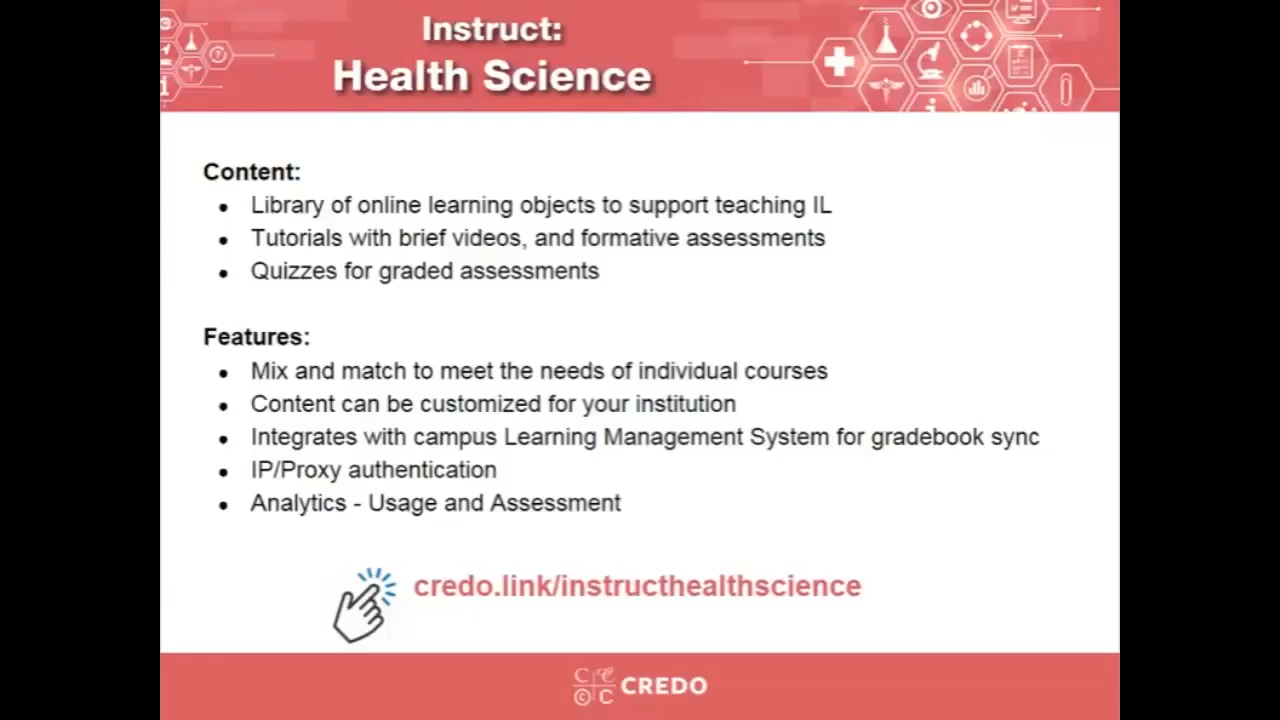 Instruct:
Health Science
Content:
• Library of online learning objects to support teaching IL
• Tutorials with brief videos, and formative assessments
• Quizzes for graded assessments
Features:
• Mix and match to meet the needs of individual courses
• Content can be customized for your institution
• Integrates with campus Learning Management System for gradebook sync
• IP/Proxy authentication
• Analytics - Usage and Assessment
credo.link/instructhealthscience
CREDO